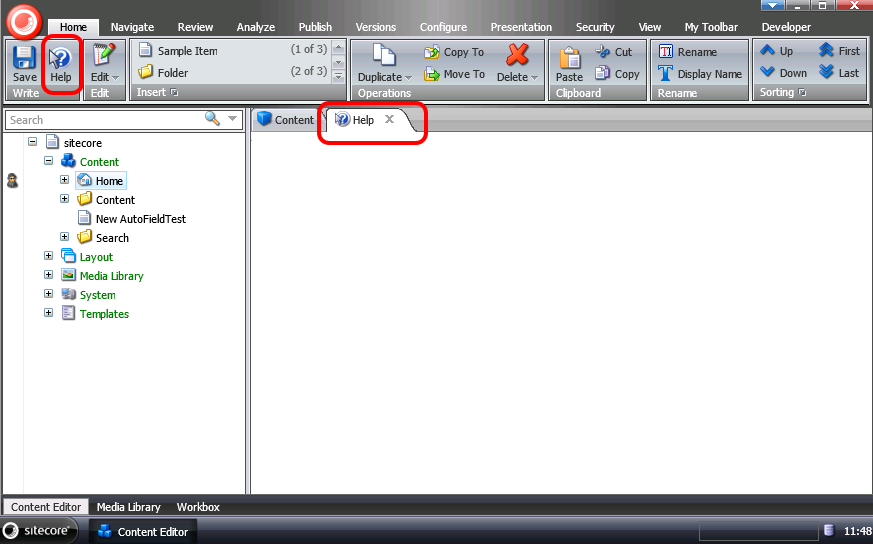 Home Navigate Review Analyze Publish Versions Configure Presentation Security View My Toolbar Developer
Save Help Edit Sample Item (1 of 3) Duplicate Copy To Delete Paste Cut Rename Up First
Folder (2 of 3) Move To Copy Display Name Down Last
Write Edit Insert Operations Clipboard Rename Sorting
Search Content Help
sitecore
Content
Home
Content
New AutoFieldTest
Search
Layout
Media Library
System
Templates
Content Editor Media Library Workbox
sitecore Content Editor 11:48